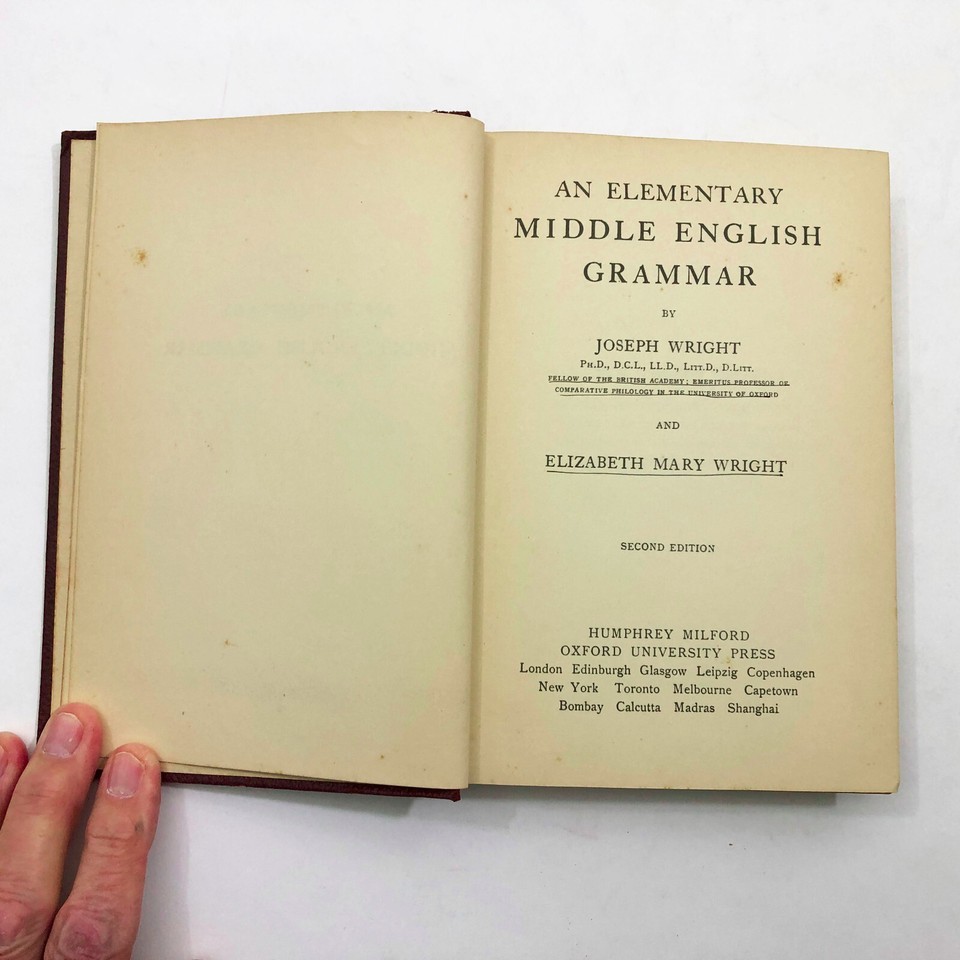 AN ELEMENTARY
MIDDLE ENGLISH
GRAMMAR
BY
JOSEPH WRIGHT
PH.D., D.C.L., LL.D., LITT.D., D.LITT.
FELLOW OF THE BRITISH ACADEMY; EMERITUS PROFESSOR OF
COMPARATIVE PHILOLOGY IN THE UNIVERSITY OF OXFORD
AND
ELIZABETH MARY WRIGHT
SECOND EDITION
HUMPHREY MILFORD
OXFORD UNIVERSITY PRESS
London Edinburgh Glasgow Leipzig Copenhagen
New York Toronto Melbourne Capetown
Bombay Calcutta Madras Shanghai